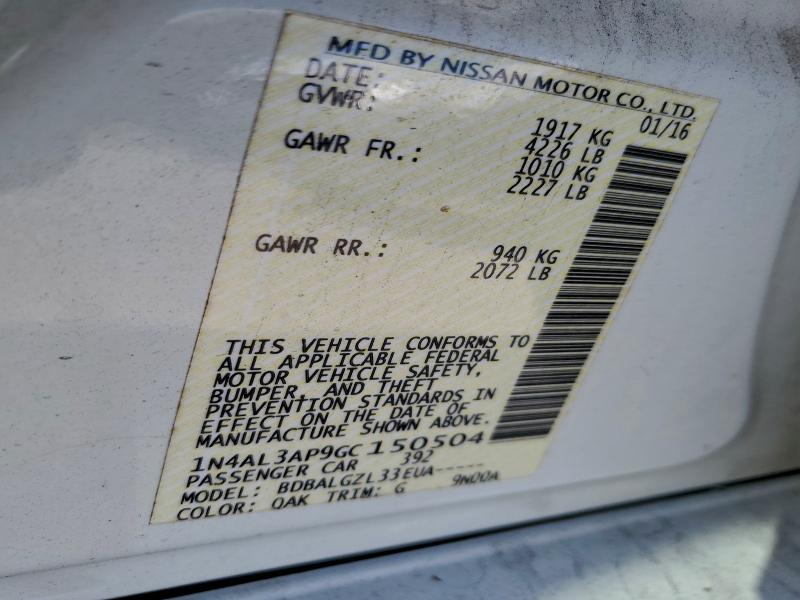 MFD BY NISSAN MOTOR CO., LTD.
DATE: 01/16
GVWR: 1917 KG
4226 LB
GAWR FR.: 1010 KG
2227 LB
GAWR RR.: 940 KG
2072 LB
THIS VEHICLE CONFORMS TO
ALL APPLICABLE FEDERAL
MOTOR VEHICLE SAFETY,
BUMPER, AND THEFT
PREVENTION STANDARDS IN
EFFECT ON THE DATE OF
MANUFACTURE SHOWN ABOVE.
1N4AL3AP9GC150504
PASSENGER CAR 392
MODEL: BDBALGZL33EUA-----
COLOR: QAK TRIM: G 9N00A